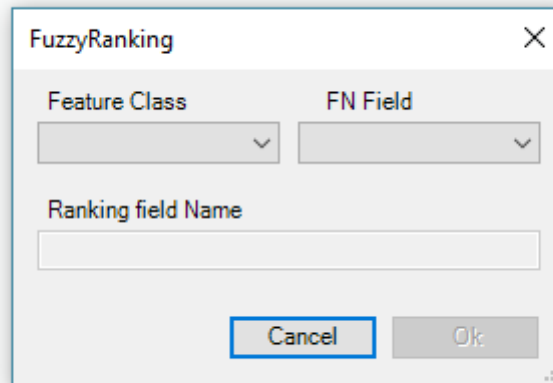 FuzzyRanking
Feature Class FN Field
Ranking field Name
Cancel Ok